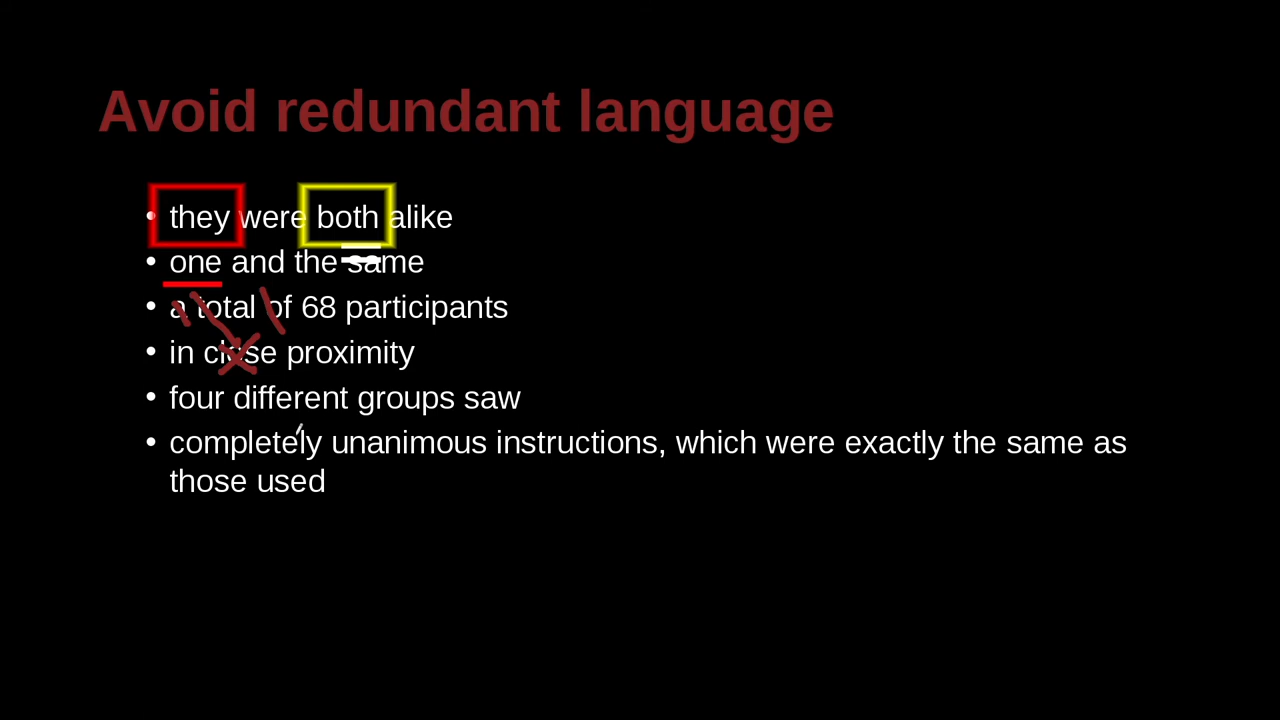 Avoid redundant language
• they were both alike
• one and the same
• a total of 68 participants
• in close proximity
• four different groups saw
• completely unanimous instructions, which were exactly the same as
those used